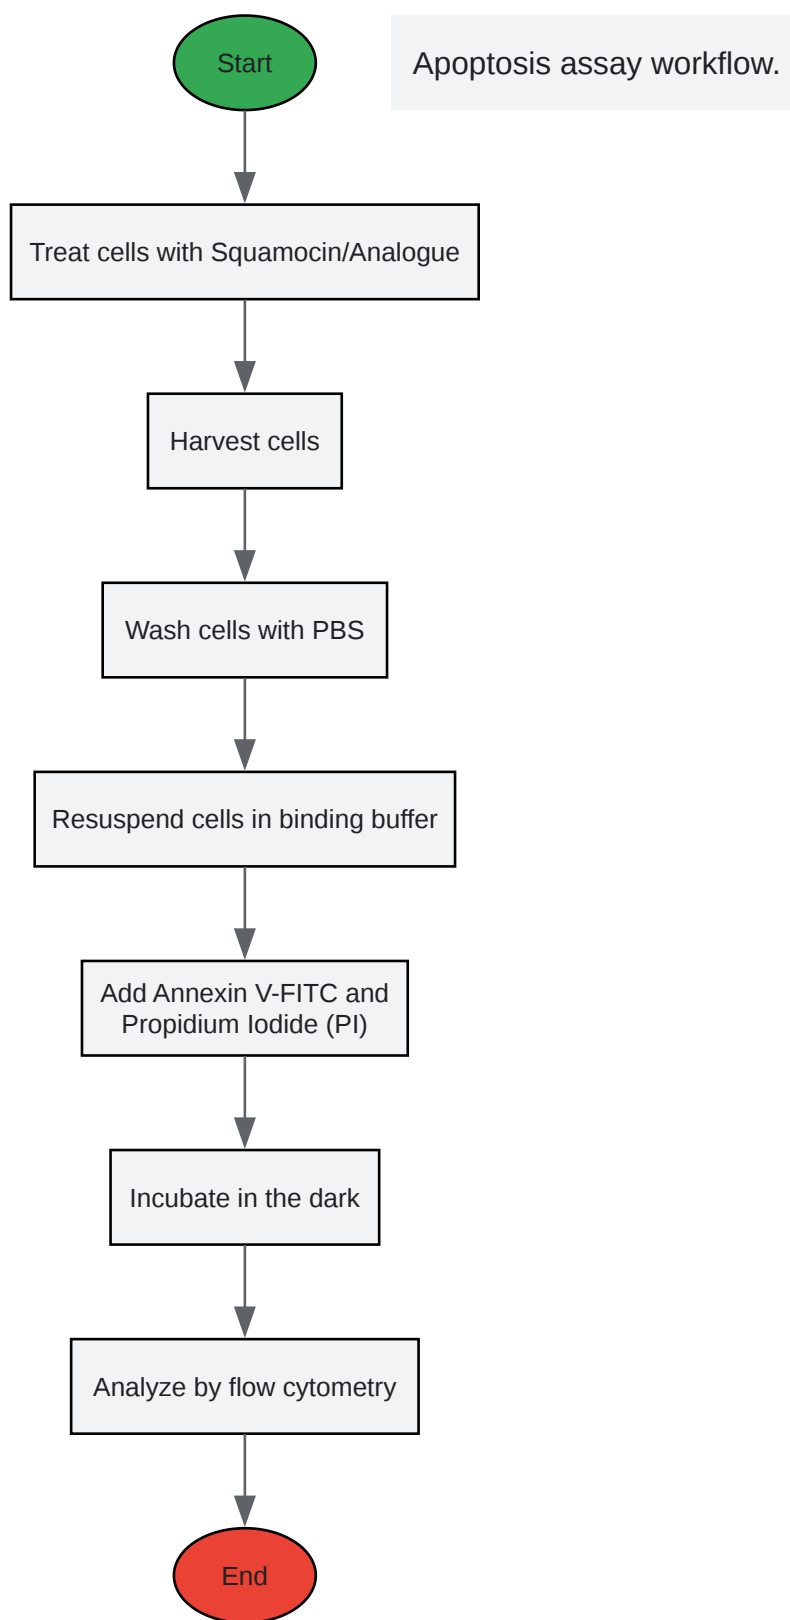 Start
Apoptosis assay workflow.
Treat cells with Squamocin/Analogue
Harvest cells
Wash cells with PBS
Resuspend cells in binding buffer
Add Annexin V-FITC and
Propidium Iodide (PI)
Incubate in the dark
Analyze by flow cytometry
End